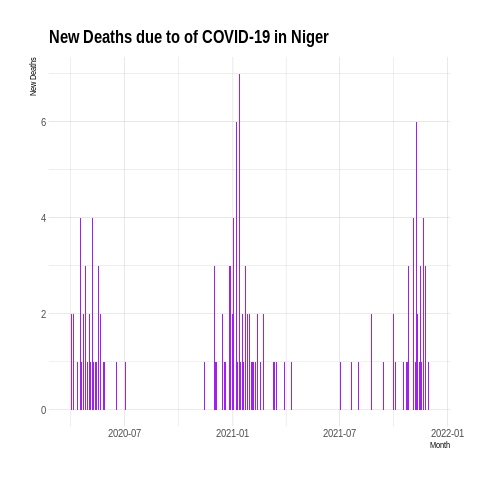 New Deaths due to of COVID-19 in Niger
New Deaths
6
4
2
0
2020-07
2021-01
2021-07
2022-01
Month